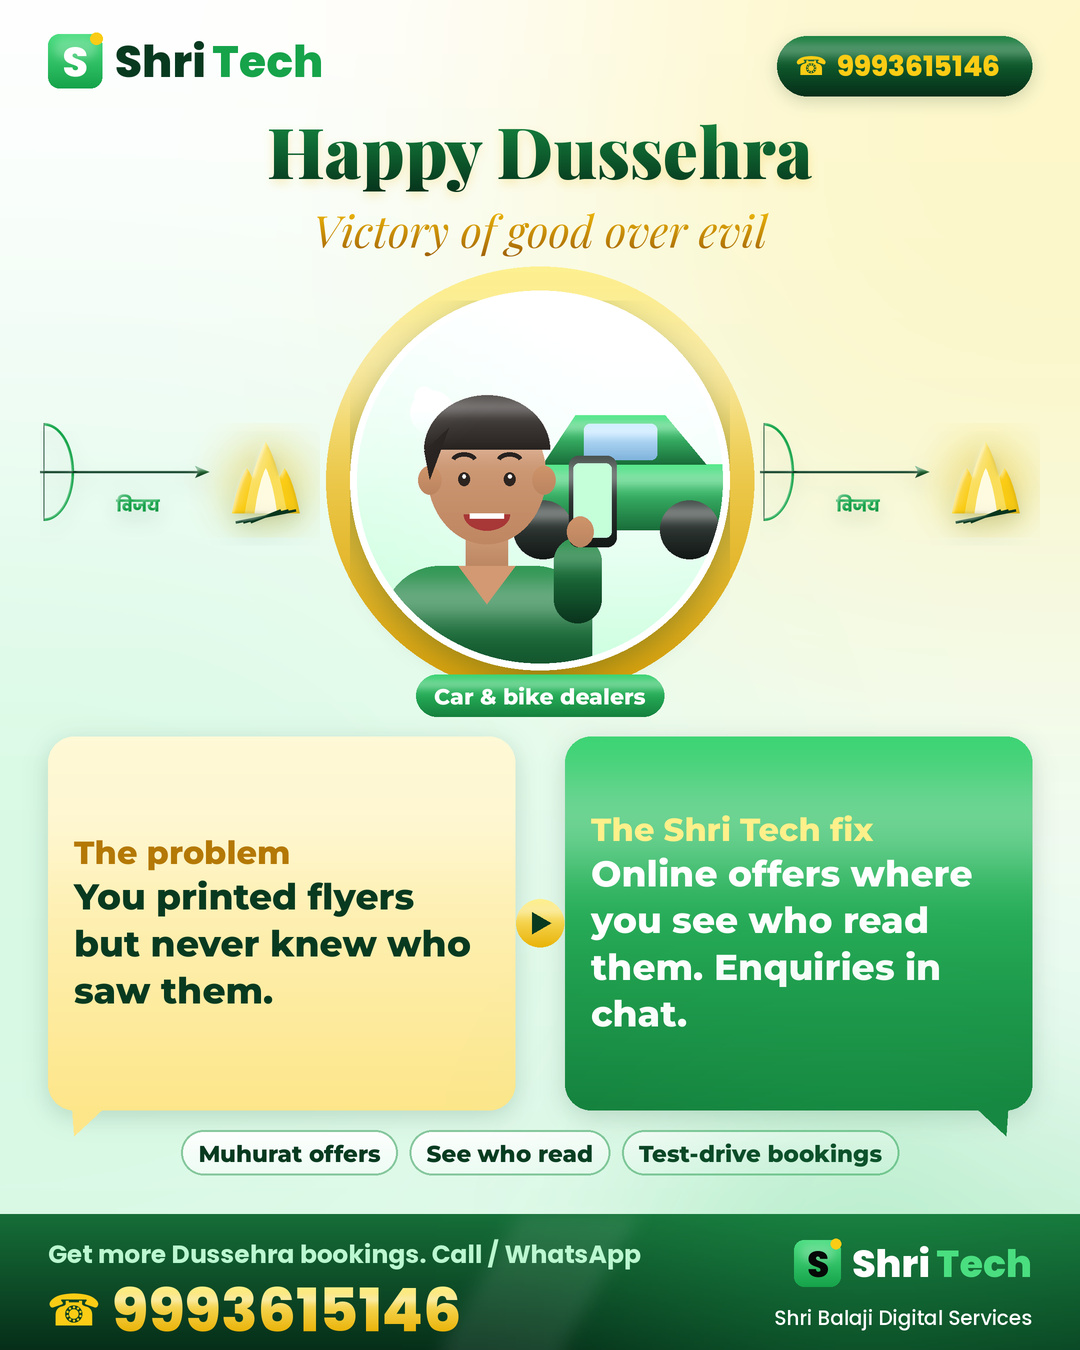 S Shri Tech
☎ 9993615146
Happy Dussehra
Victory of good over evil
विजय
विजय
Car & bike dealers
The problem
You printed flyers
but never knew who
saw them.
The Shri Tech fix
Online offers where
you see who read
them. Enquiries in
chat.
Muhurat offers
See who read
Test-drive bookings
Get more Dussehra bookings. Call / WhatsApp
☎ 9993615146
S Shri Tech
Shri Balaji Digital Services